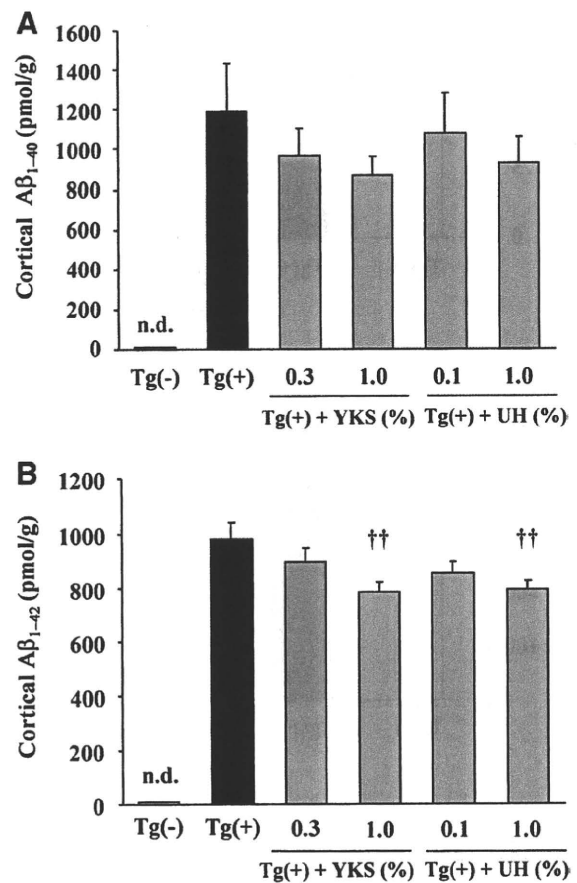 A
Cortical Aβ1–40 (pmol/g)
1600
1400
1200
1000
800
600
400
200
0
n.d.
Tg(-) Tg(+) 0.3 1.0 0.1 1.0
Tg(+) + YKS (%) Tg(+) + UH (%)
B
Cortical Aβ1–42 (pmol/g)
1200
1000
800
600
400
200
0
n.d.
†† ††
Tg(-) Tg(+) 0.3 1.0 0.1 1.0
Tg(+) + YKS (%) Tg(+) + UH (%)